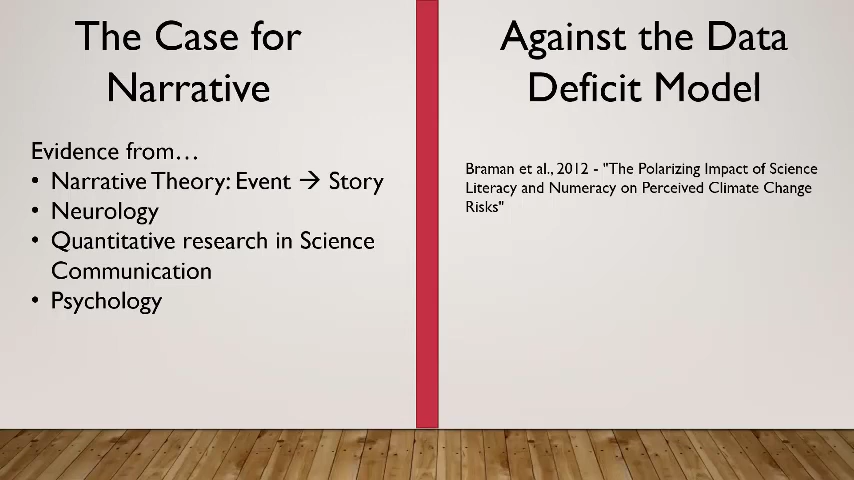 The Case for
Narrative
Evidence from…
• Narrative Theory: Event → Story
• Neurology
• Quantitative research in Science
Communication
• Psychology
Against the Data
Deficit Model
Braman et al., 2012 - "The Polarizing Impact of Science
Literacy and Numeracy on Perceived Climate Change
Risks"